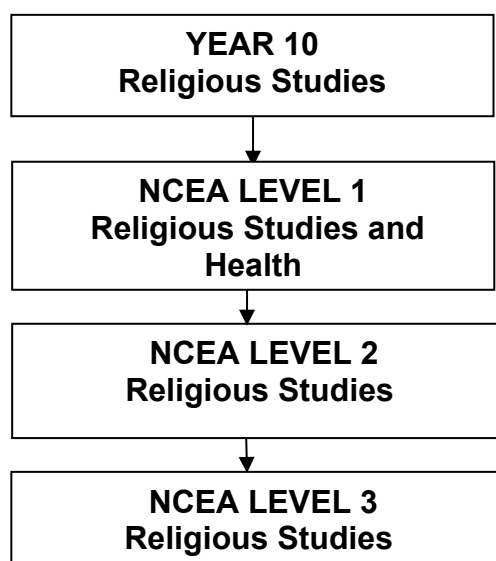 YEAR 10
Religious Studies
NCEA LEVEL 1
Religious Studies and
Health
NCEA LEVEL 2
Religious Studies
NCEA LEVEL 3
Religious Studies